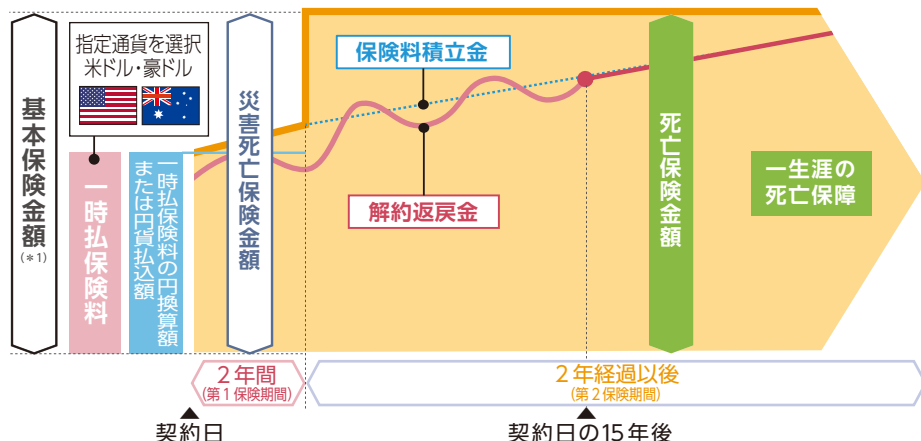 指定通貨を選択
米ドル・豪ドル
基本保険金額
(*1)
一時払保険料
一時払保険料の円換算額
または円貨払込額
災害死亡保険金額
保険料積立金
解約返戻金
死亡保険金額
一生涯の
死亡保障
2年間
(第1保険期間)
2年経過以後
(第2保険期間)
契約日
契約日の15年後